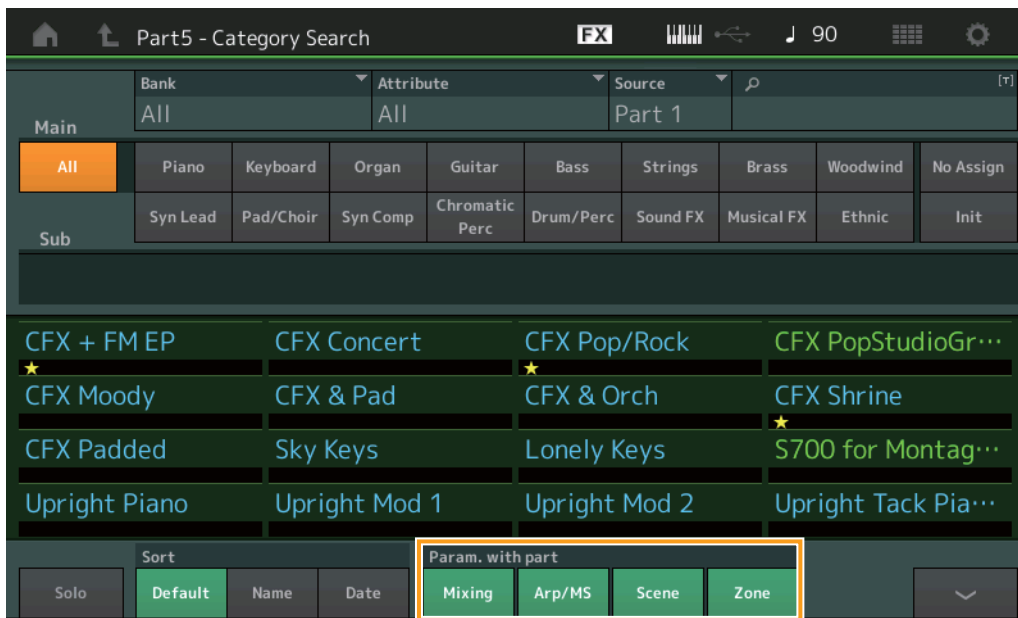 Part5 - Category Search FX 90
Bank Attribute Source [T]
All All Part 1
Main
All Piano Keyboard Organ Guitar Bass Strings Brass Woodwind No Assign
Syn Lead Pad/Choir Syn Comp Chromatic Perc Drum/Perc Sound FX Musical FX Ethnic Init
Sub
CFX + FM EP CFX Concert CFX Pop/Rock CFX PopStudioGr···
CFX Moody CFX & Pad CFX & Orch CFX Shrine
CFX Padded Sky Keys Lonely Keys S700 for Montag···
Upright Piano Upright Mod 1 Upright Mod 2 Upright Tack Pia···
Sort Param. with part
Solo Default Name Date Mixing Arp/MS Scene Zone